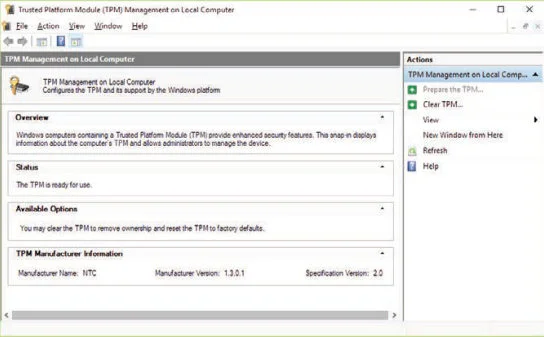 Trusted Platform Module (TPM) Management on Local Computer
File Action View Window Help
TPM Management on Local Computer
TPM Management on Local Computer
Configures the TPM and its support by the Windows platform
Overview
Windows computers containing a Trusted Platform Module (TPM) provide enhanced security features. This snap-in displays
information about the computer's TPM and allows administrators to manage the device.
Status
The TPM is ready for use.
Available Options
You may clear the TPM to remove ownership and reset the TPM to factory defaults.
TPM Manufacturer Information
Manufacturer Name: NTC Manufacturer Version: 1.3.0.1 Specification Version: 2.0
Actions
TPM Management on Local Comp...
Prepare the TPM...
Clear TPM...
View
New Window from Here
Refresh
Help